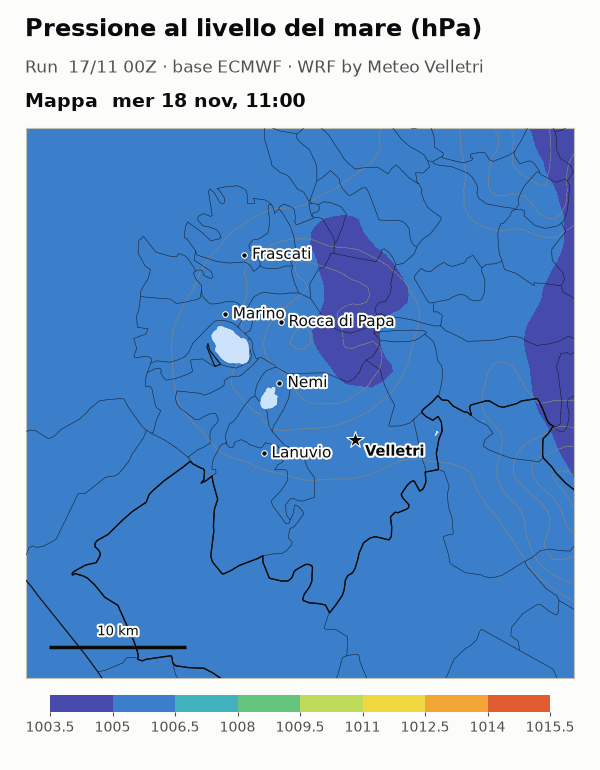 Pressione al livello del mare (hPa)
Run  17/11 00Z · base ECMWF · WRF by Meteo Velletri
Mappa  mer 18 nov, 11:00
Frascati
Marino
Rocca di Papa
Nemi
Lanuvio
Velletri
10 km
1003.5 1005 1006.5 1008 1009.5 1011 1012.5 1014 1015.5